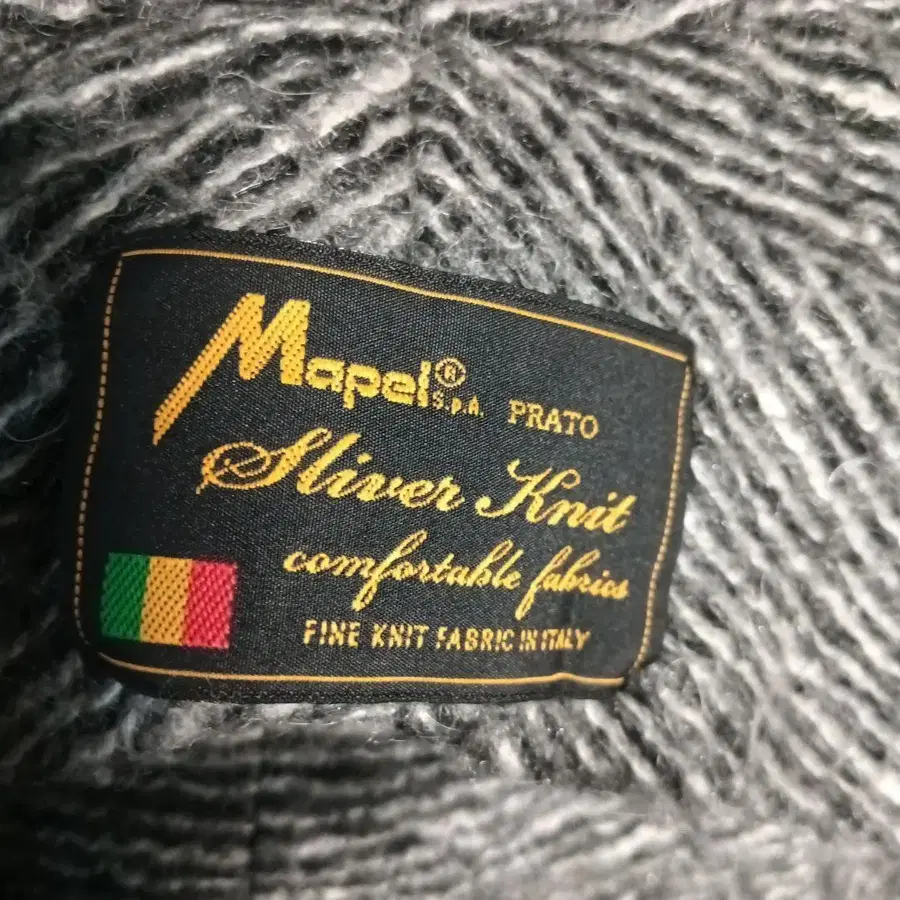 Mapel® S.p.A. PRATO
Sliver Knit
comfortable fabrics
FINE KNIT FABRIC IN ITALY